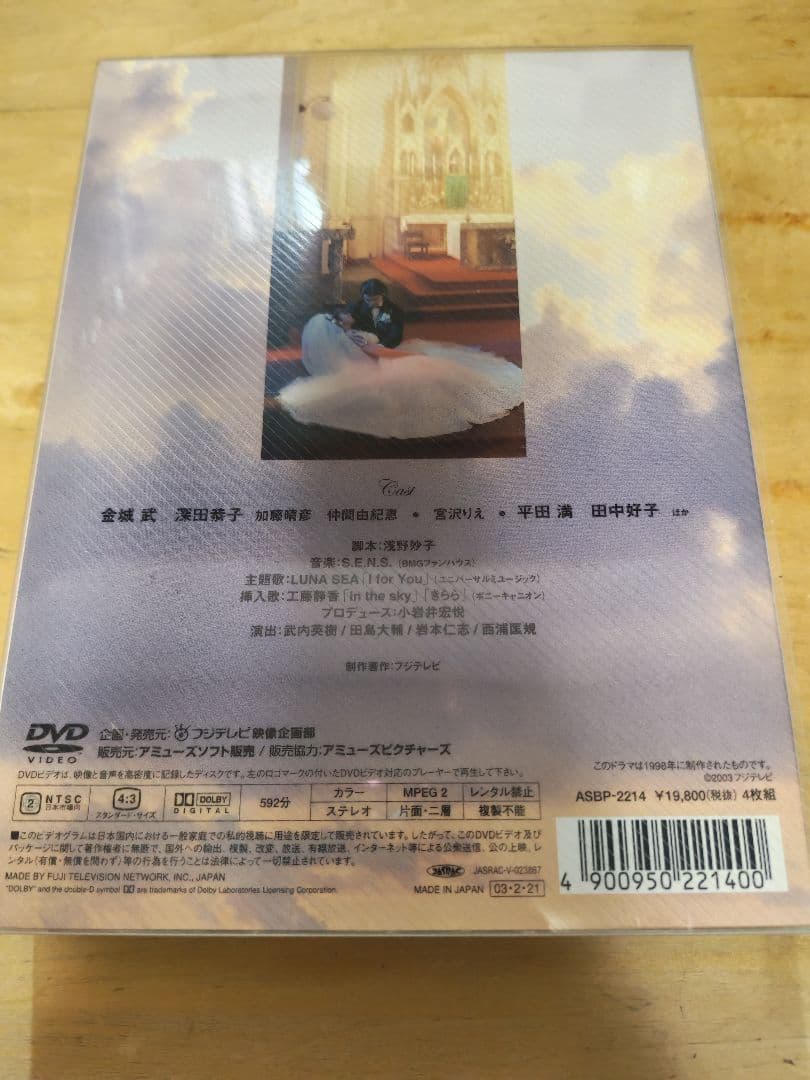 Cast
金城 武 深田恭子 加藤晴彦 仲間由紀恵 ● 宮沢りえ ● 平田 満 田中好子 ほか
脚本:浅野妙子
音楽:S.E.N.S.(BMGファンハウス)
主題歌:LUNA SEA「I for You」(ユニバーサルミュージック)
挿入歌:工藤静香「in the sky」「きらら」(ポニーキャニオン)
プロデュース:小岩井宏悦
演出:武内英樹/田島大輔/岩本仁志/西浦匡規
制作著作:フジテレビ
DVD VIDEO
企画・発売元:フジテレビ映像企画部
販売元:アミューズソフト販売/販売協力:アミューズピクチャーズ
DVDビデオは、映像と音声を高密度に記録したディスクです。左のロゴマークの付いたDVDビデオ対応のプレーヤーで再生して下さい。
このドラマは1998年に制作されたものです。
©2003フジテレビ
2 NTSC 日本市場向
4:3 スタンダード・サイズ
DOLBY DIGITAL
592分
カラー MPEG 2 レンタル禁止
ステレオ 片面・二層 複製不能
ASBP-2214 ¥19,800(税抜) 4枚組
■このビデオグラムは日本国内における一般家庭での私的視聴に用途を限定して販売されています。したがって、このDVDビデオ及び
パッケージに関して著作権者に無断で、国外への輸出、複製、改変、放送、有線放送、インターネット等による公衆送信、公の上映、レ
ンタル(有償・無償を問わず)等の行為を行うことは法律によって一切禁止されています。
MADE BY FUJI TELEVISION NETWORK, INC., JAPAN
"DOLBY" and the double-D symbol are trademarks of Dolby Laboratories Licensing Corporation.
JASRAC JASRAC-V-023867
MADE IN JAPAN 03・2・21
4 900950 221400